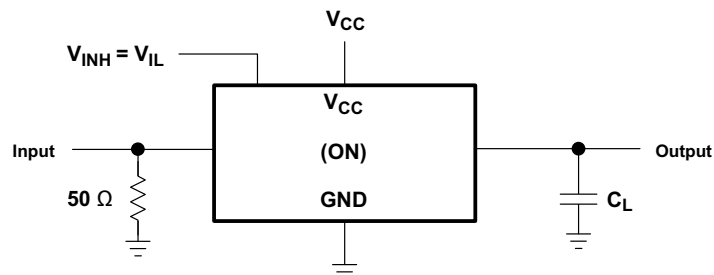 V_CC
V_INH = V_IL
V_CC
Input
(ON)
Output
50 Ω
GND
C_L